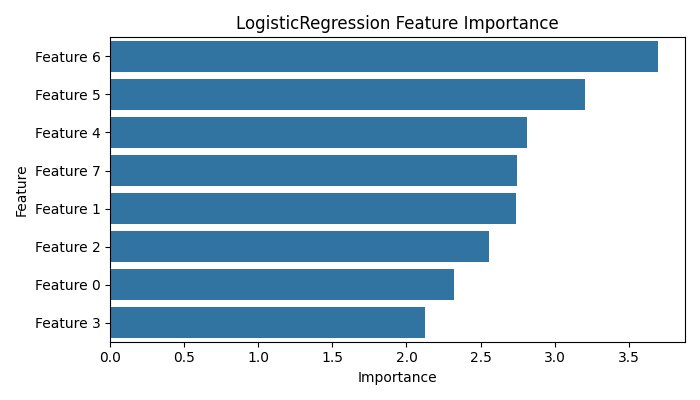 LogisticRegression Feature Importance
Feature 6
Feature 5
Feature 4
Feature 7
Feature 1
Feature 2
Feature 0
Feature 3
Feature
0.0 0.5 1.0 1.5 2.0 2.5 3.0 3.5
Importance